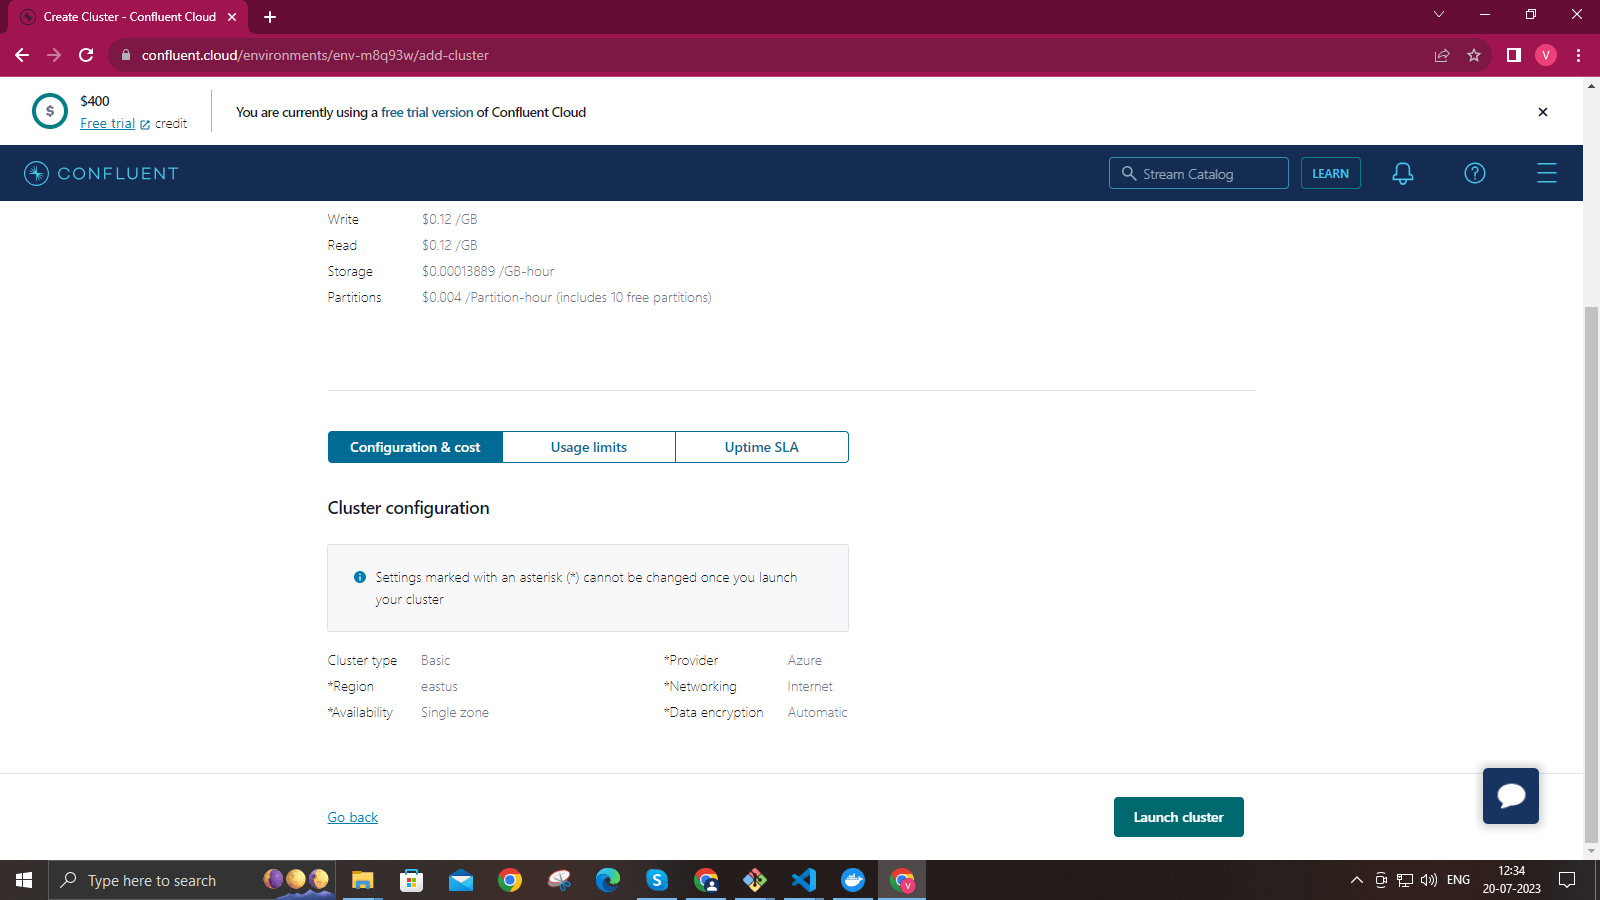 Create Cluster - Confluent Cloud
confluent.cloud/environments/env-m8q93w/add-cluster
V
$
$400
Free trial credit
You are currently using a free trial version of Confluent Cloud
CONFLUENT
Stream Catalog
LEARN
Write $0.12 /GB
Read $0.12 /GB
Storage $0.00013889 /GB-hour
Partitions $0.004 /Partition-hour (includes 10 free partitions)
Configuration & cost Usage limits Uptime SLA
Cluster configuration
Settings marked with an asterisk (*) cannot be changed once you launch
your cluster
Cluster type Basic *Provider Azure
*Region eastus *Networking Internet
*Availability Single zone *Data encryption Automatic
Go back
Launch cluster
Type here to search
ENG
12:34
20-07-2023